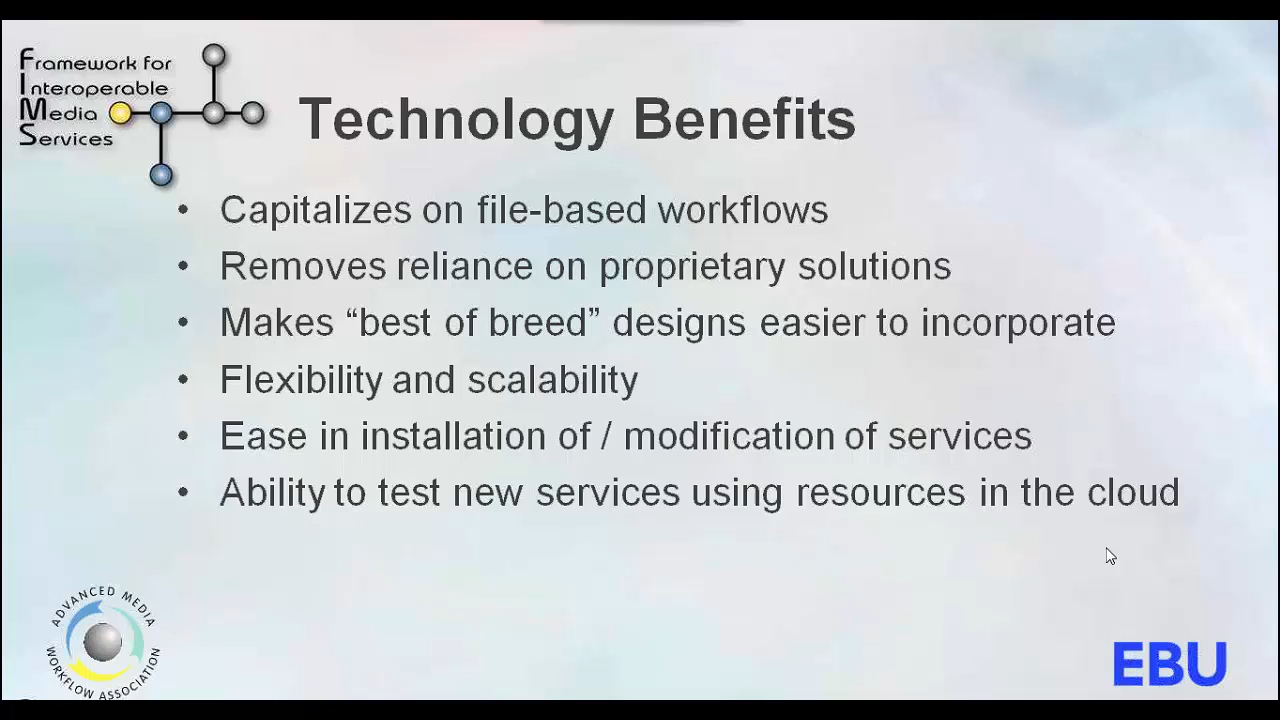 Framework for
Interoperable
Media
Services
Technology Benefits
• Capitalizes on file-based workflows
• Removes reliance on proprietary solutions
• Makes “best of breed” designs easier to incorporate
• Flexibility and scalability
• Ease in installation of / modification of services
• Ability to test new services using resources in the cloud
ADVANCED MEDIA
WORKFLOW ASSOCIATION
EBU